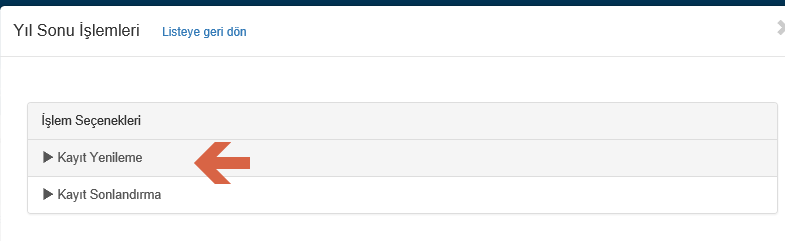 Yıl Sonu İşlemleri Listeye geri dön
İşlem Seçenekleri
Kayıt Yenileme
Kayıt Sonlandırma